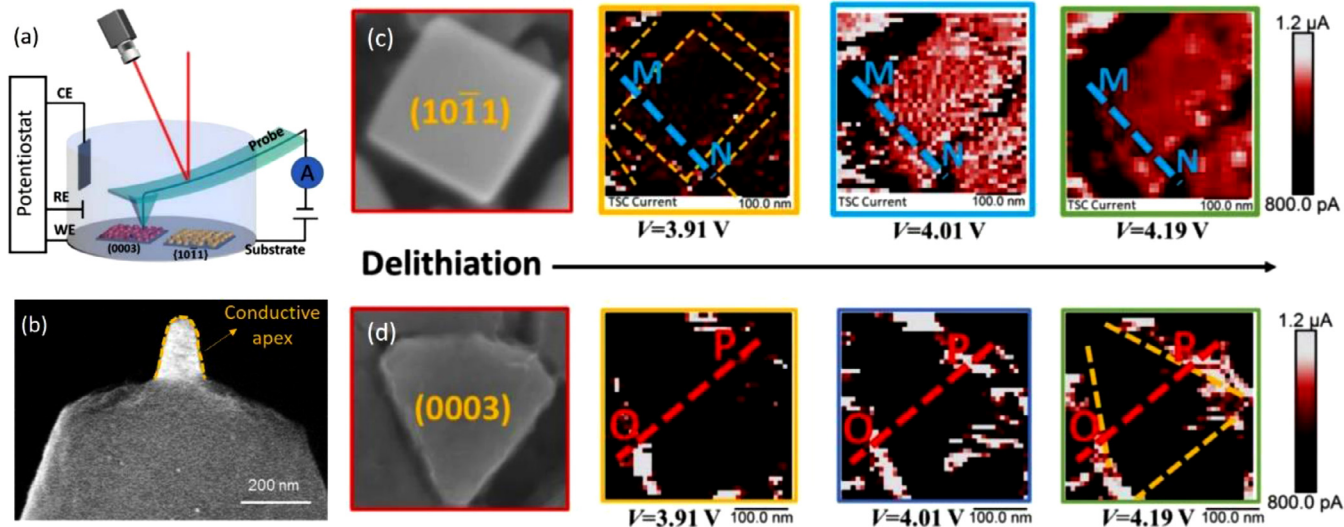 (a)
Potentiostat
CE
RE
WE
Probe
A
(0003)
(10̅11)
Substrate
(b)
Conductive
apex
200 nm
(c)
(101̅1)
M
N
TSC Current
100.0 nm
V=3.91 V
M
N
TSC Current
100.0 nm
V=4.01 V
M
N
TSC Current
100.0 nm
V=4.19 V
1.2 µA
800.0 pA
Delithiation
(d)
(0003)
P
O
V=3.91 V
100.0 nm
P
O
V=4.01 V
100.0 nm
P
O
V=4.19 V
100.0 nm
1.2 µA
800.0 pA